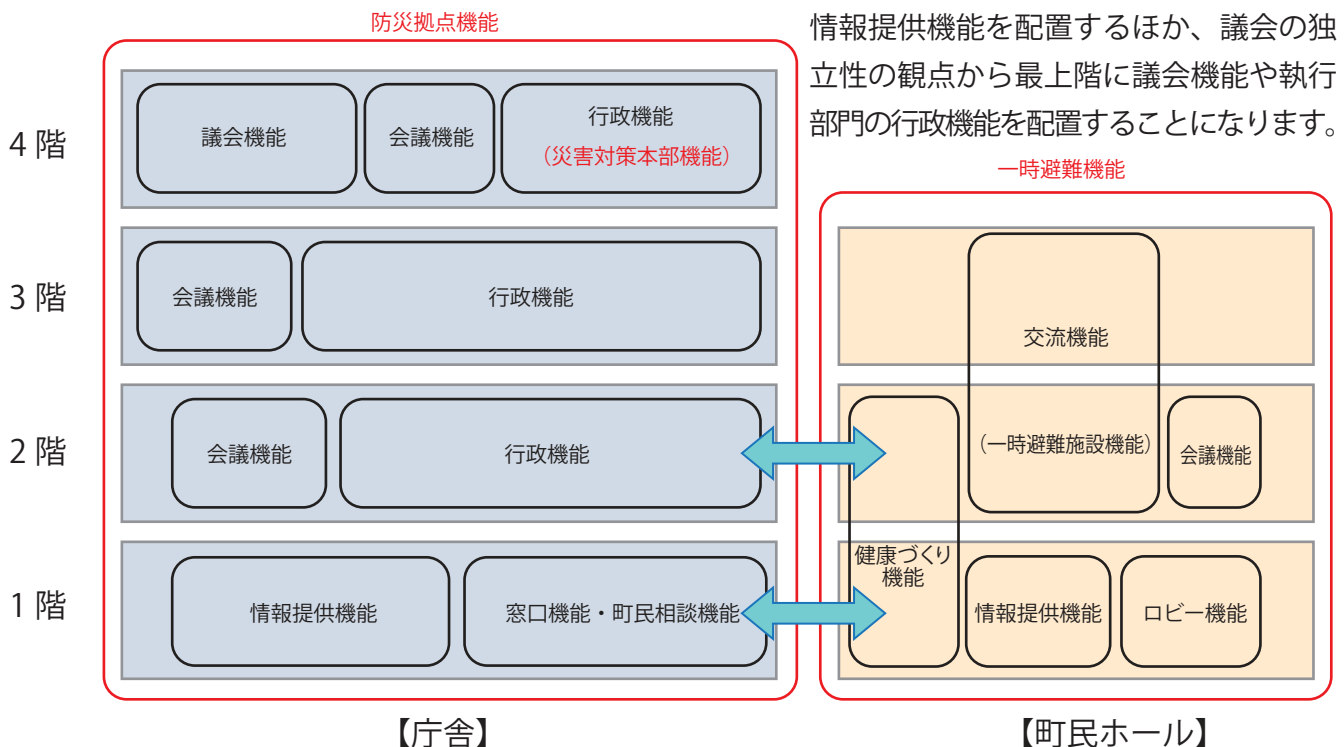 防災拠点機能
情報提供機能を配置するほか、議会の独
立性の観点から最上階に議会機能や執行
部門の行政機能を配置することになります。
4 階
議会機能
会議機能
行政機能
（災害対策本部機能）
一時避難機能
3 階
会議機能
行政機能
交流機能
2 階
会議機能
行政機能
（一時避難施設機能）
会議機能
1 階
情報提供機能
窓口機能・町民相談機能
健康づくり
機能
情報提供機能
ロビー機能
【庁舎】
【町民ホール】